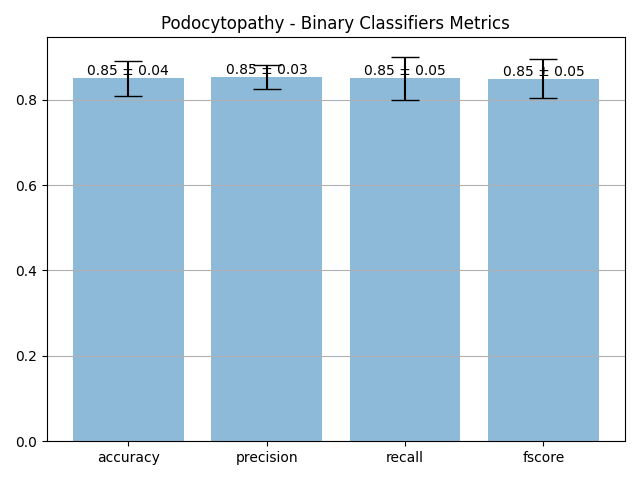 Podocytopathy - Binary Classifiers Metrics
0.85 ± 0.04 0.85 ± 0.03 0.85 ± 0.05 0.85 ± 0.05
0.8
0.6
0.4
0.2
0.0
accuracy precision recall fscore